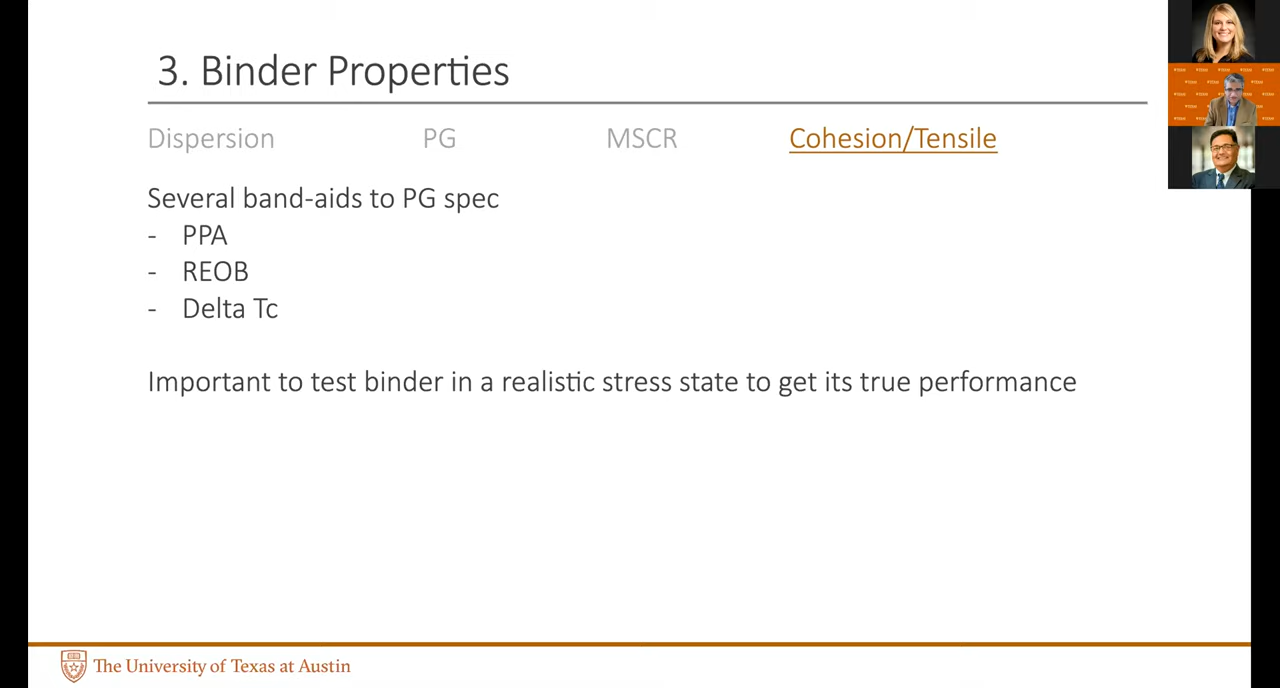 3. Binder Properties
Dispersion PG MSCR Cohesion/Tensile
Several band-aids to PG spec
- PPA
- REOB
- Delta Tc
Important to test binder in a realistic stress state to get its true performance
The University of Texas at Austin